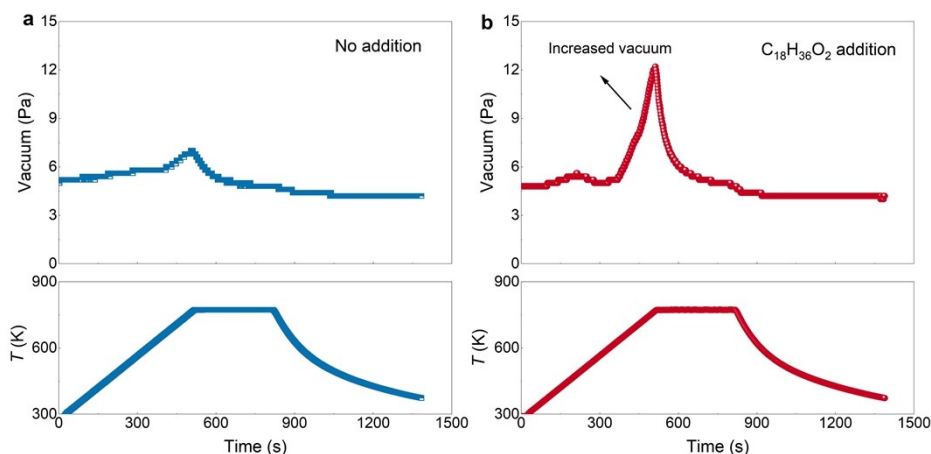 a
15
12
9
6
3
0
Vacuum (Pa)
No addition
900
600
300
T (K)
0 300 600 900 1200 1500
Time (s)
b
15
12
9
6
3
0
Vacuum (Pa)
Increased vacuum
C₁₈H₃₆O₂ addition
900
600
300
T (K)
0 300 600 900 1200 1500
Time (s)